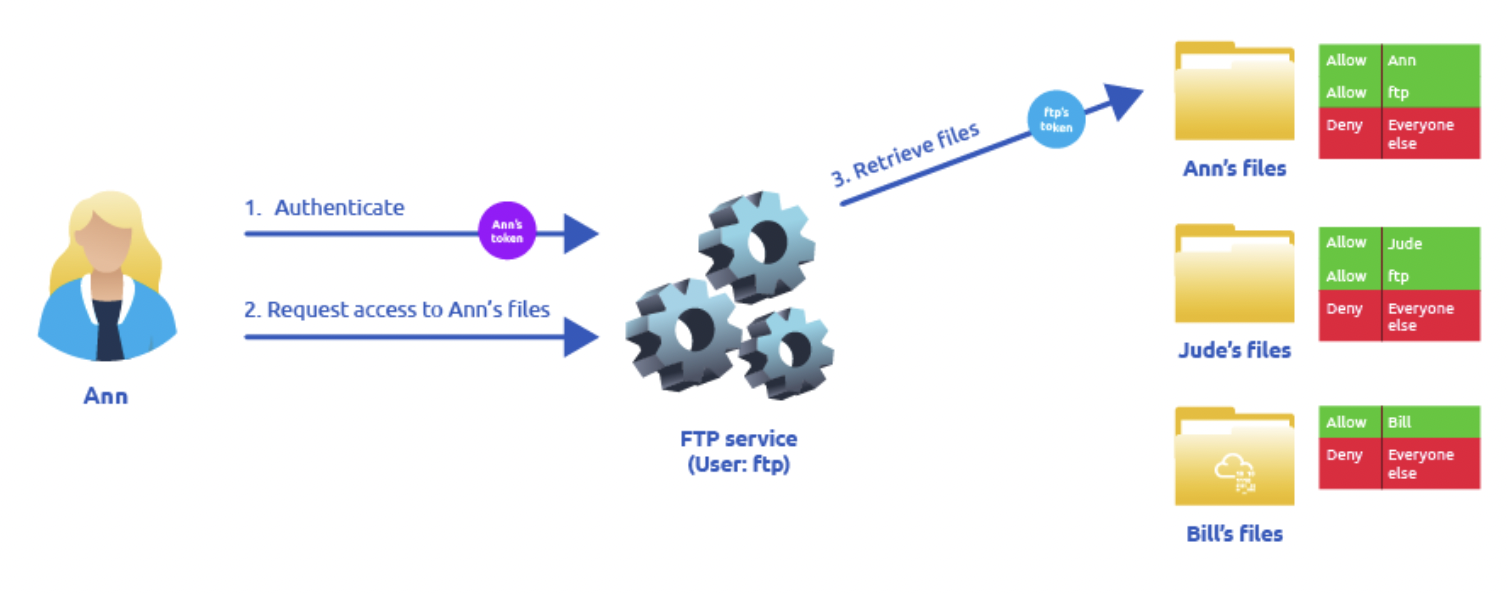 1. Authenticate
Ann's
token
2. Request access to Ann's files
Ann
FTP service
(User: ftp)
3. Retrieve files
ftp's
token
Allow Ann
Allow ftp
Deny Everyone
else
Ann's files
Allow Jude
Allow ftp
Deny Everyone
else
Jude's files
Allow Bill
Deny Everyone
else
Bill's files